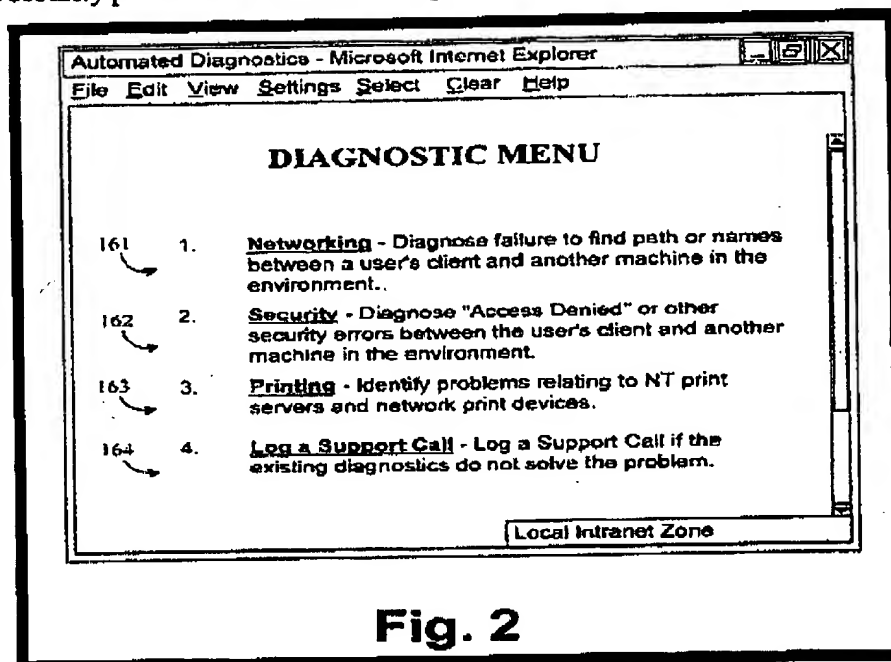 Automated Diagnostics - Microsoft Internet Explorer
File Edit View Settings Select Clear Help
DIAGNOSTIC MENU
161 1. Networking - Diagnose failure to find path or names
between a user's client and another machine in the
environment..
162 2. Security - Diagnose "Access Denied" or other
security errors between the user's client and another
machine in the environment.
163 3. Printing - Identify problems relating to NT print
servers and network print devices.
164 4. Log a Support Call - Log a Support Call if the
existing diagnostics do not solve the problem.
Local Intranet Zone
Fig. 2